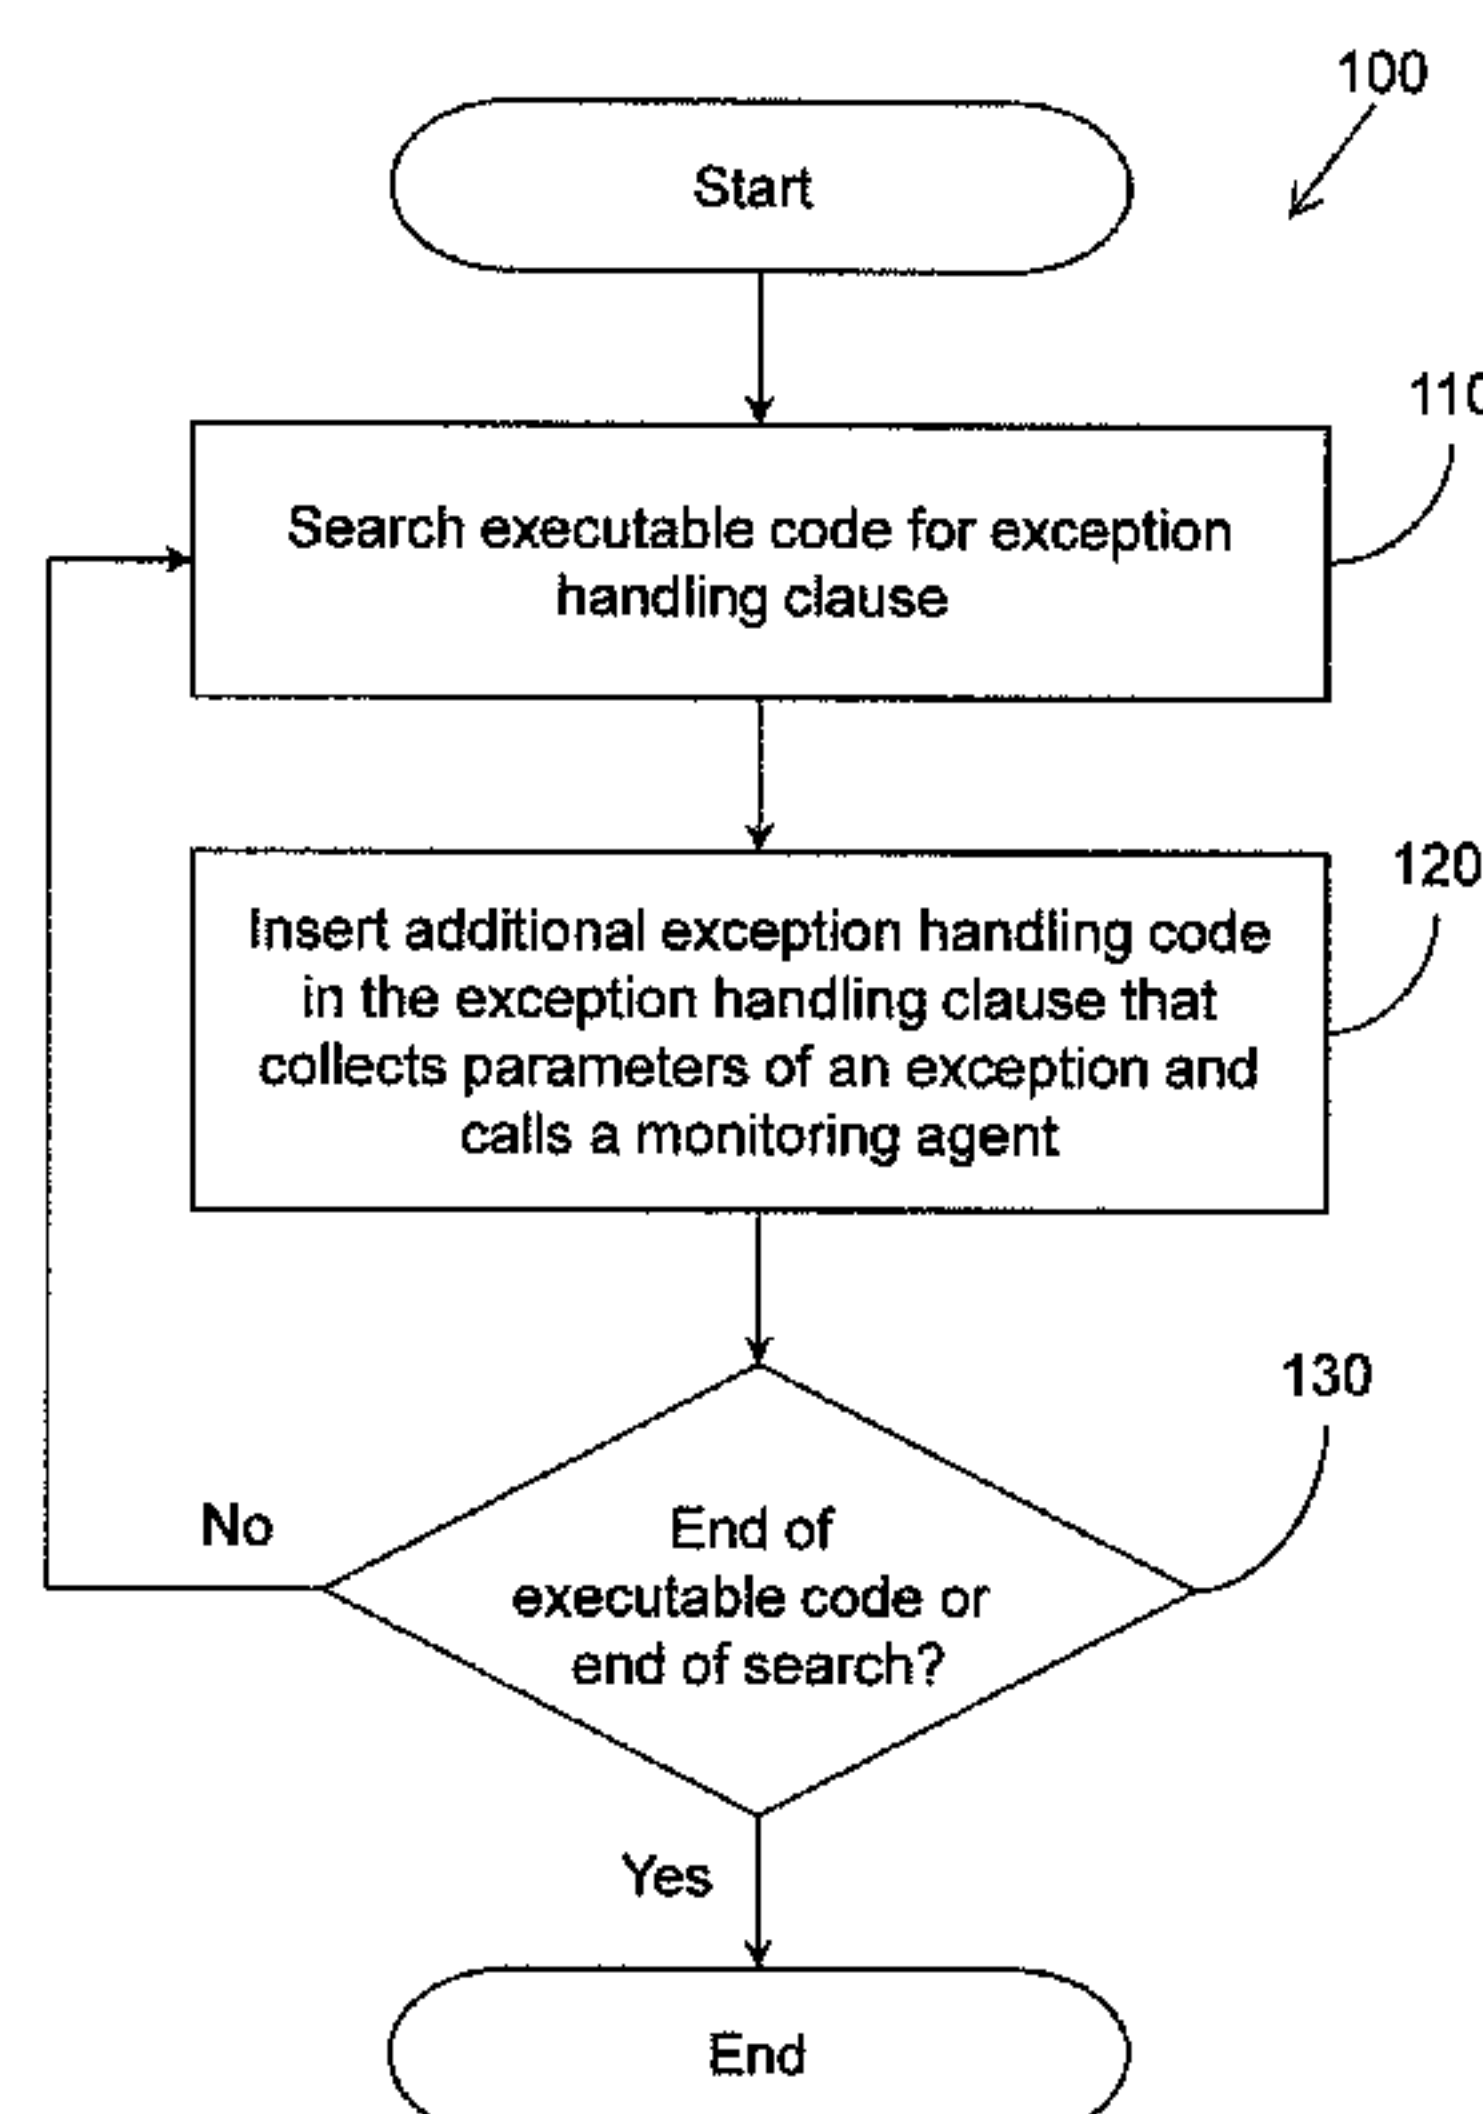 100
Start
110
Search executable code for exception
handling clause
120
Insert additional exception handling code
in the exception handling clause that
collects parameters of an exception and
calls a monitoring agent
130
No
End of
executable code or
end of search?
Yes
End